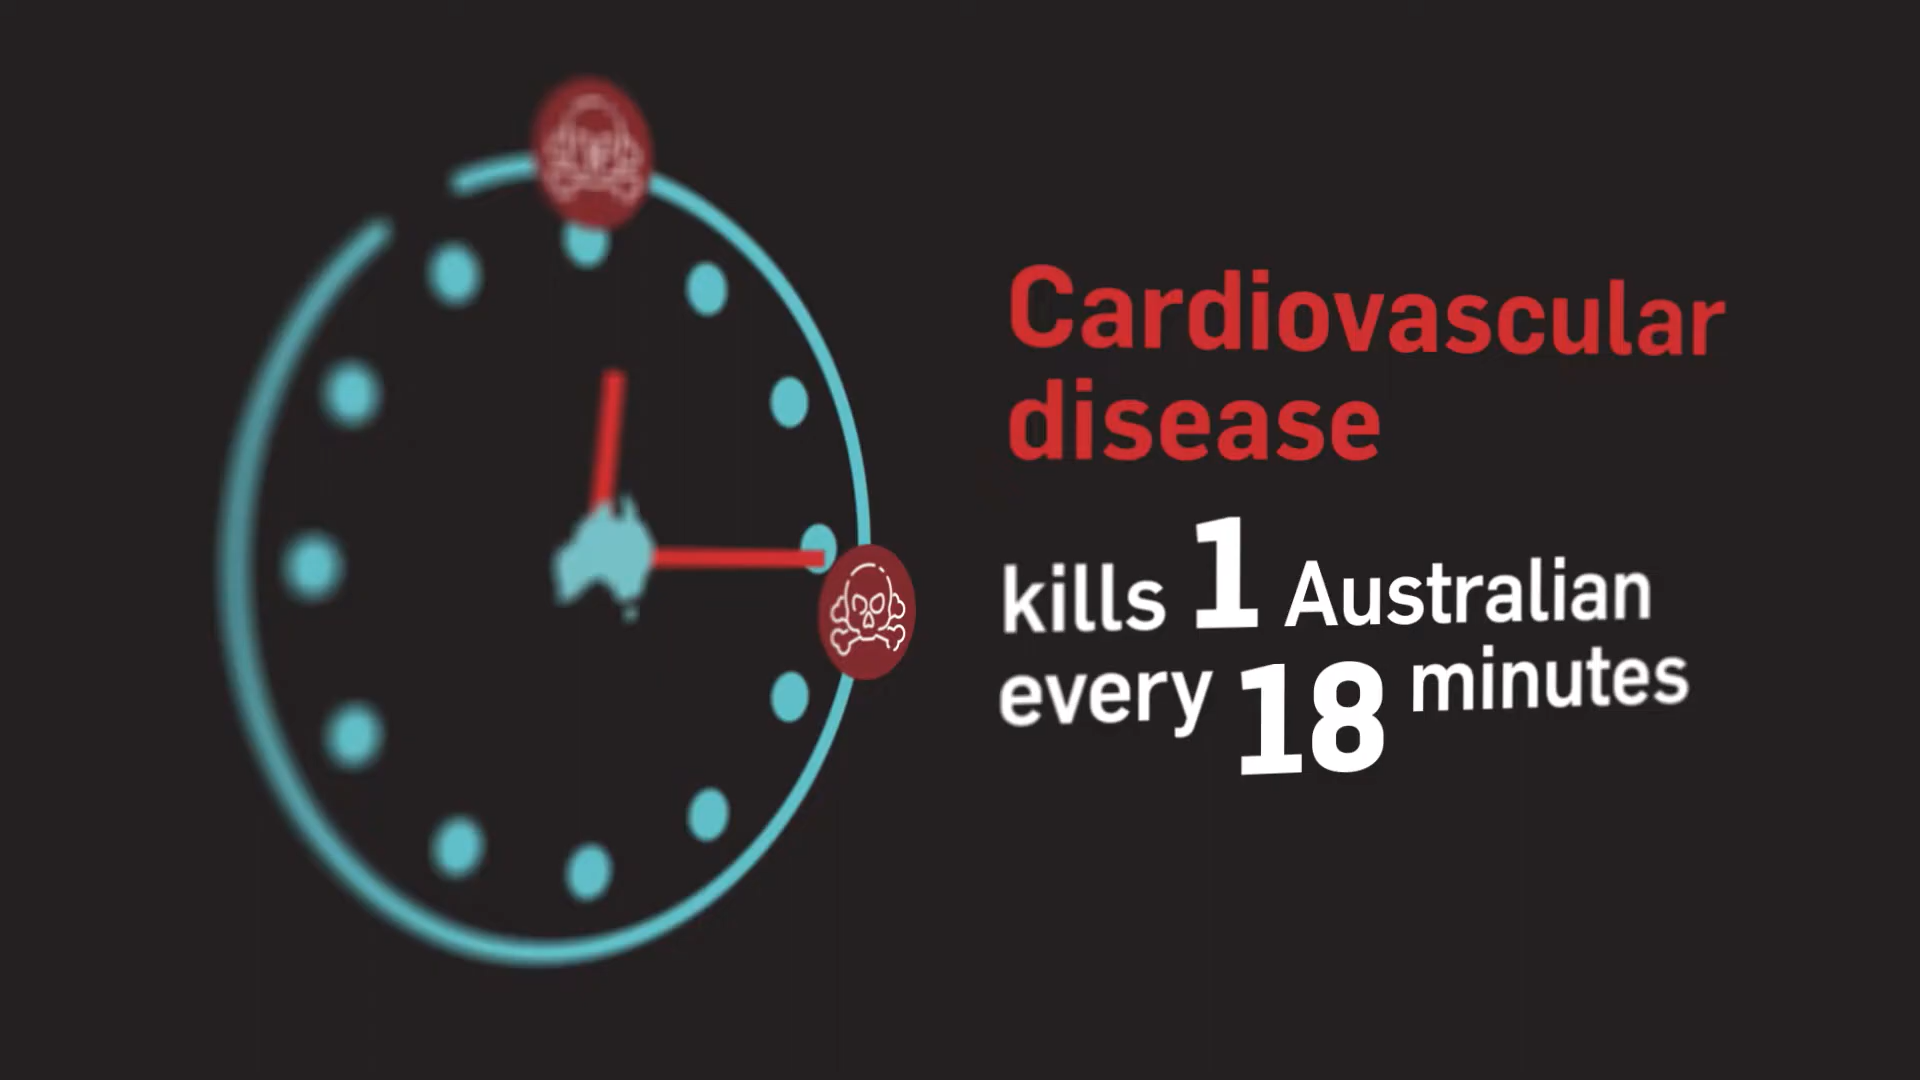 Cardiovascular
disease
kills 1 Australian
every 18 minutes